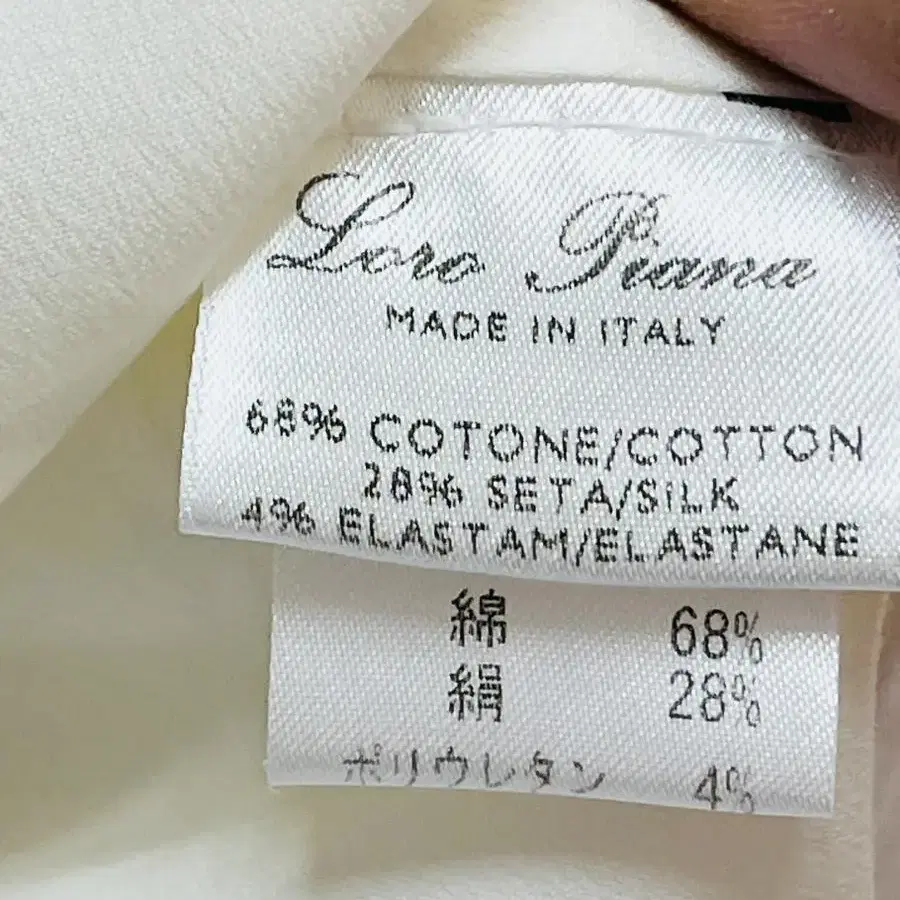 Loro Piana
MADE IN ITALY
68% COTONE/COTTON
28% SETA/SILK
4% ELASTAM/ELASTANE
綿 68%
絹 28%
ポリウレタン 4%